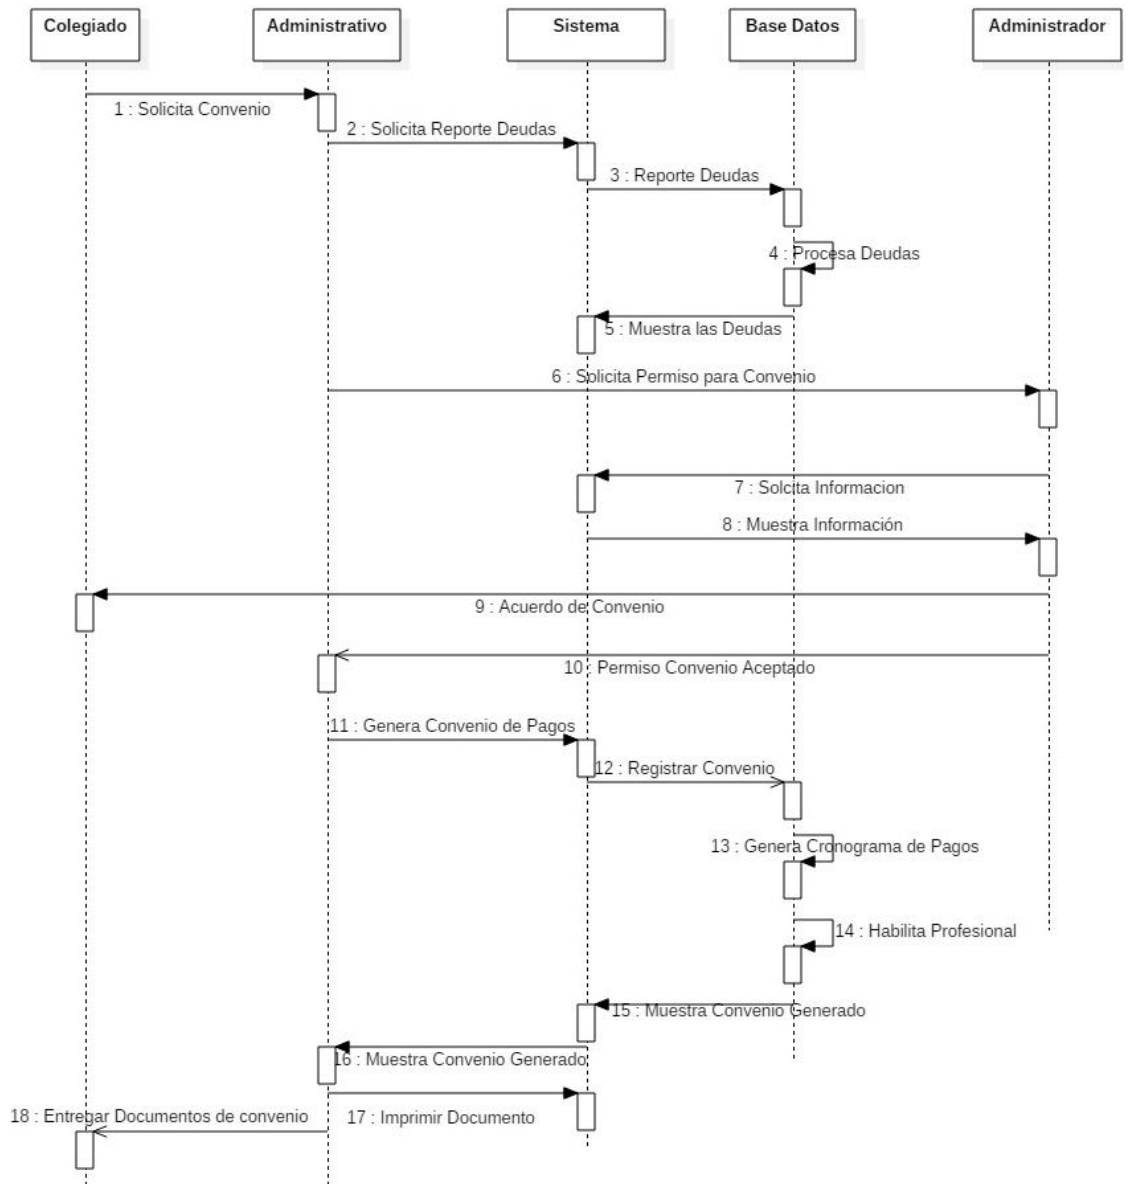 Colegiado
Administrativo
Sistema
Base Datos
Administrador
1 : Solicita Convenio
2 : Solicita Reporte Deudas
3 : Reporte Deudas
4 : Procesa Deudas
5 : Muestra las Deudas
6 : Solicita Permiso para Convenio
7 : Solcita Informacion
8 : Muestra Información
9 : Acuerdo de Convenio
10 : Permiso Convenio Aceptado
11 : Genera Convenio de Pagos
12 : Registrar Convenio
13 : Genera Cronograma de Pagos
14 : Habilita Profesional
15 : Muestra Convenio Generado
16 : Muestra Convenio Generado
17 : Imprimir Documento
18 : Entregar Documentos de convenio